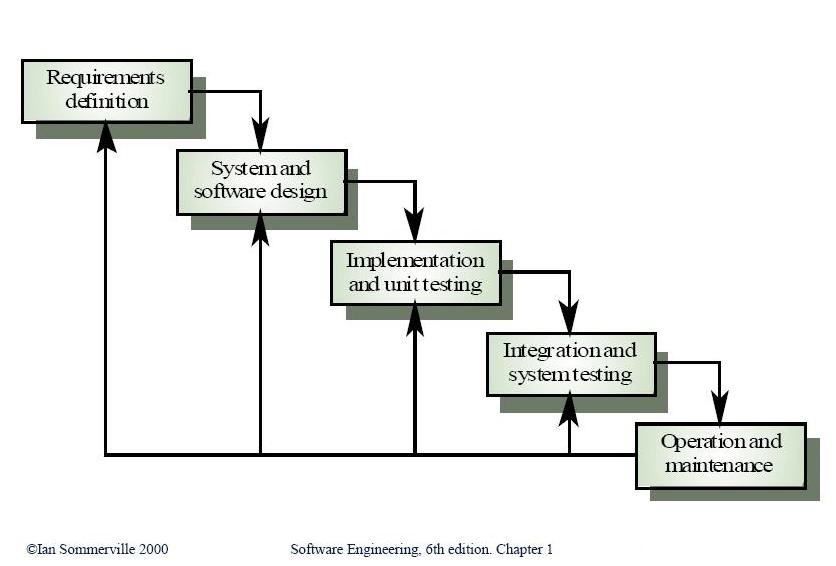 Requirements
definition
System and
software design
Implementation
and unit testing
Integration and
system testing
Operation and
maintenance
©Ian Sommerville 2000
Software Engineering, 6th edition. Chapter 1